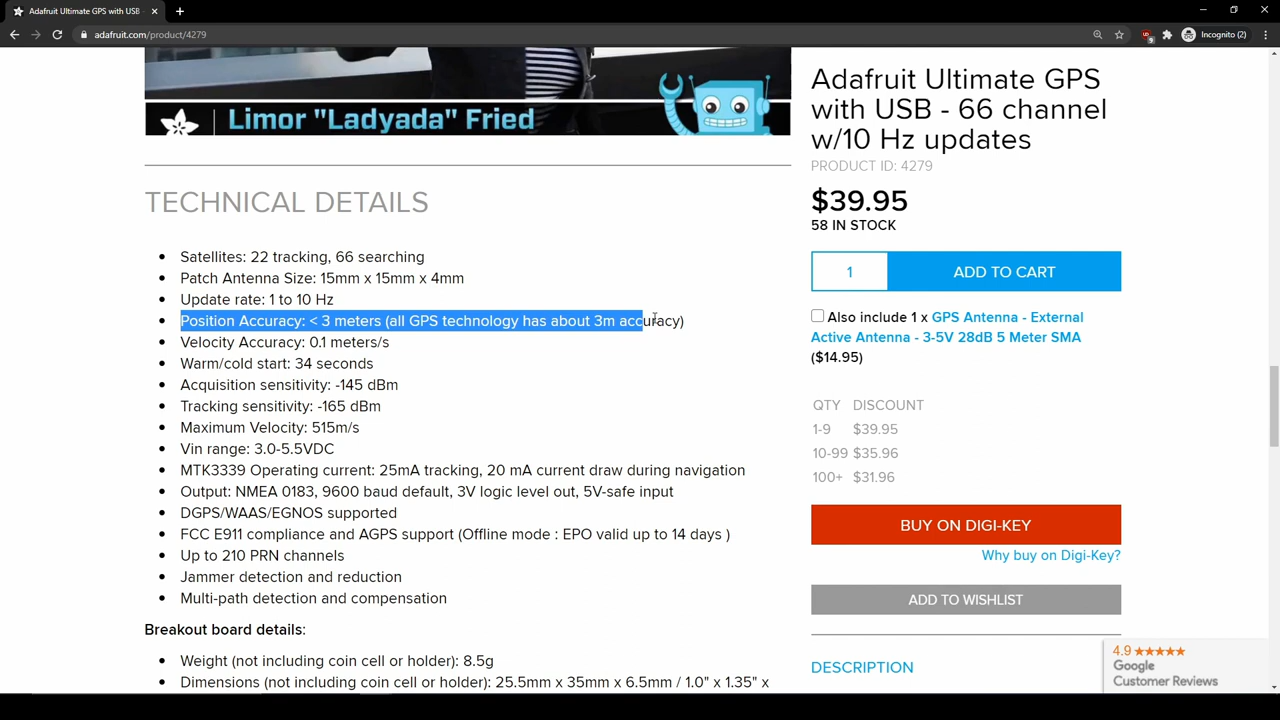 Adafruit Ultimate GPS with USB -
adafruit.com/product/4279
9
Incognito (2)
Limor "Ladyada" Fried
TECHNICAL DETAILS
Satellites: 22 tracking, 66 searching
Patch Antenna Size: 15mm x 15mm x 4mm
Update rate: 1 to 10 Hz
Position Accuracy: < 3 meters (all GPS technology has about 3m accuracy)
Velocity Accuracy: 0.1 meters/s
Warm/cold start: 34 seconds
Acquisition sensitivity: -145 dBm
Tracking sensitivity: -165 dBm
Maximum Velocity: 515m/s
Vin range: 3.0-5.5VDC
MTK3339 Operating current: 25mA tracking, 20 mA current draw during navigation
Output: NMEA 0183, 9600 baud default, 3V logic level out, 5V-safe input
DGPS/WAAS/EGNOS supported
FCC E911 compliance and AGPS support (Offline mode : EPO valid up to 14 days )
Up to 210 PRN channels
Jammer detection and reduction
Multi-path detection and compensation
Breakout board details:
Weight (not including coin cell or holder): 8.5g
Dimensions (not including coin cell or holder): 25.5mm x 35mm x 6.5mm / 1.0" x 1.35" x
Adafruit Ultimate GPS
with USB - 66 channel
w/10 Hz updates
PRODUCT ID: 4279
$39.95
58 IN STOCK
1
ADD TO CART
Also include 1 x GPS Antenna - External
Active Antenna - 3-5V 28dB 5 Meter SMA
($14.95)
QTY DISCOUNT
1-9 $39.95
10-99 $35.96
100+ $31.96
BUY ON DIGI-KEY
Why buy on Digi-Key?
ADD TO WISHLIST
DESCRIPTION
4.9 ★★★★★
Google
Customer Reviews